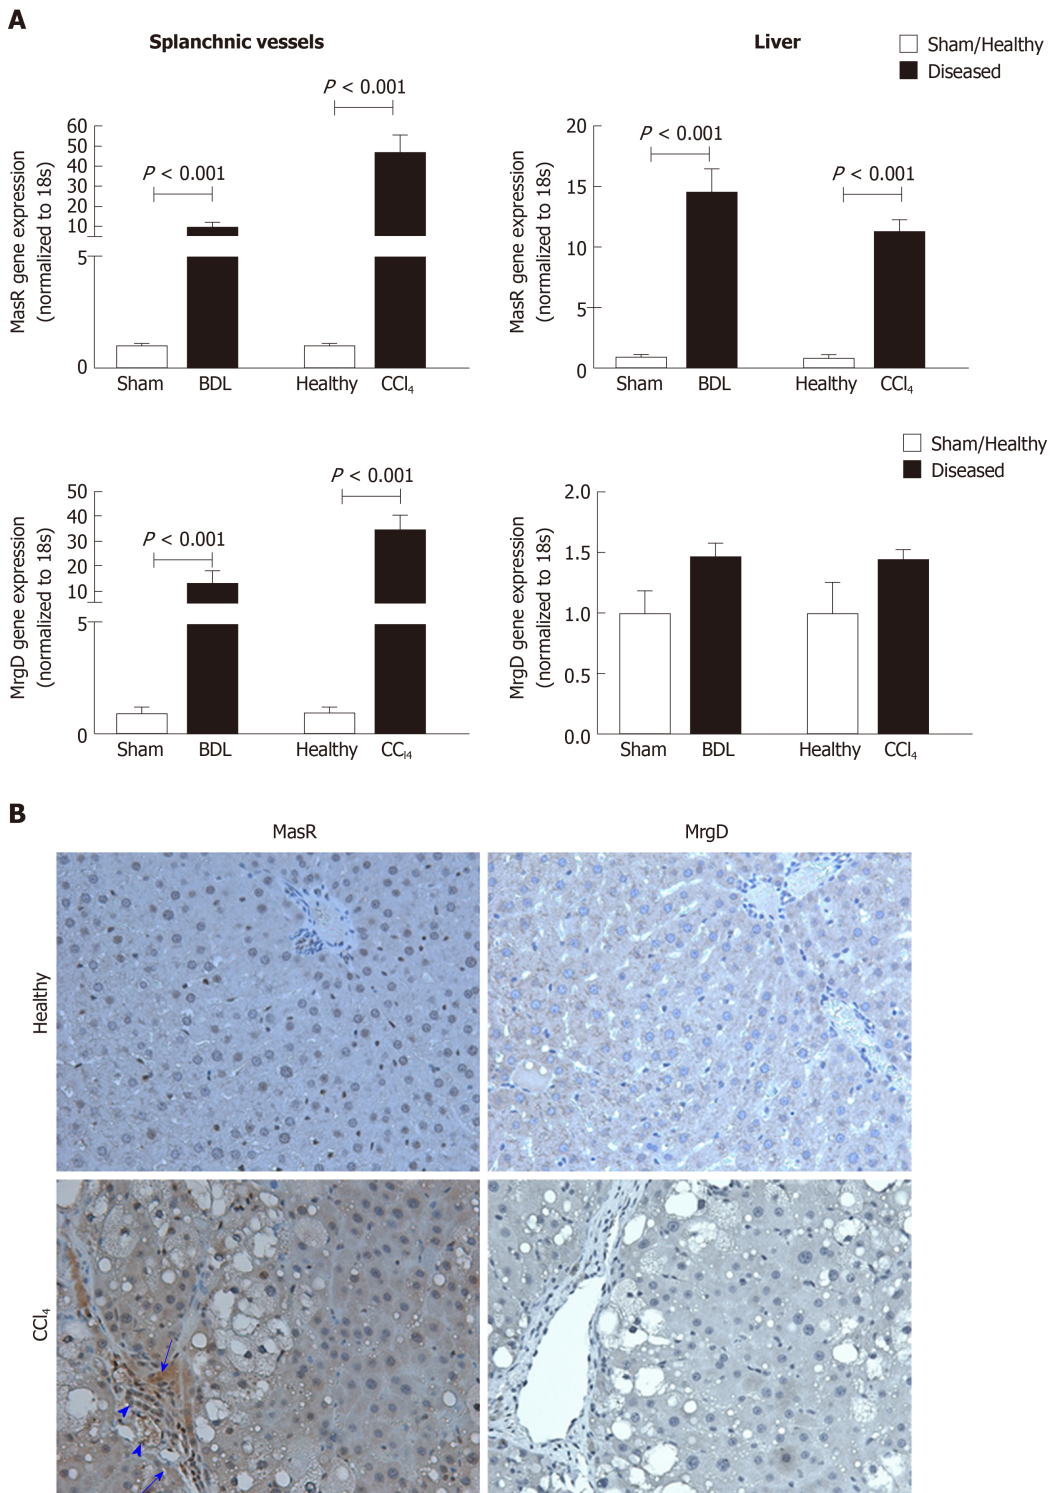 A
Splanchnic vessels
Liver
Sham/Healthy
Diseased
MasR gene expression
(normalized to 18s)
60
50
40
30
20
10
5
0
P < 0.001
P < 0.001
Sham
BDL
Healthy
CCl₄
MasR gene expression
(normalized to 18s)
20
15
10
5
0
P < 0.001
P < 0.001
Sham
BDL
Healthy
CCl₄
Sham/Healthy
Diseased
MrgD gene expression
(normalized to 18s)
50
40
30
20
10
5
0
P < 0.001
P < 0.001
Sham
BDL
Healthy
CCl4
MrgD gene expression
(normalized to 18s)
2.0
1.5
1.0
0.5
0.0
Sham
BDL
Healthy
CCl₄
B
MasR
MrgD
Healthy
CCl₄